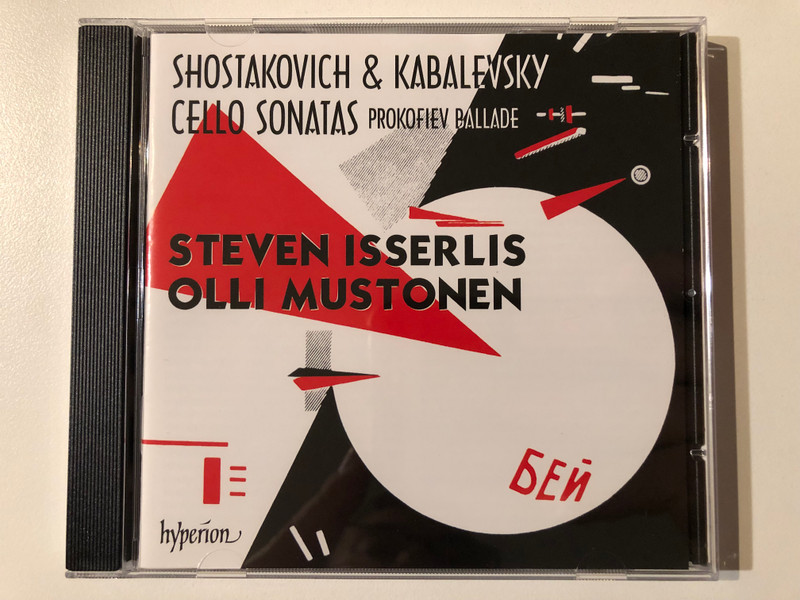 SHOSTAKOVICH & KABALEVSKY
CELLO SONATAS PROKOFIEV BALLADE
STEVEN ISSERLIS
OLLI MUSTONEN
БЕЙ
hyperion